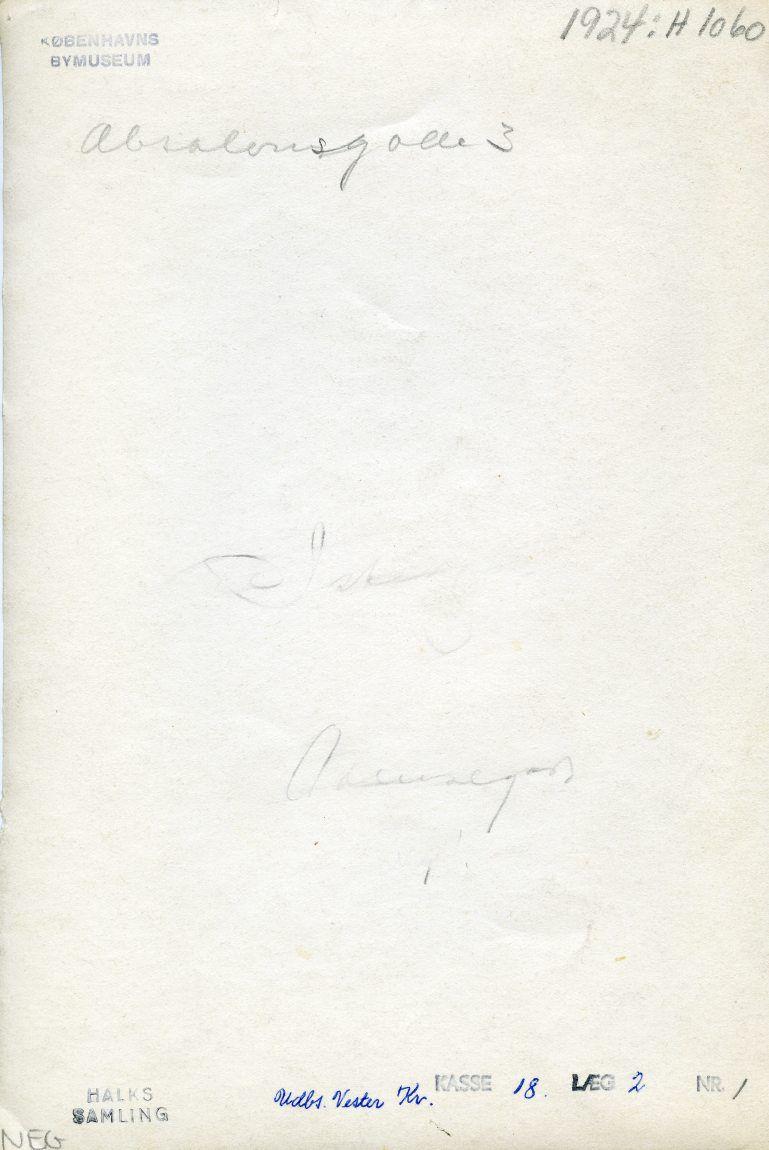 KØBENHAVNS
BYMUSEUM
1924: H 1060
Absalonsgade 3
HALKS
SAMLING
Udbs. Vester Kv. KASSE 18. LÆG 2 NR. 1
NEG